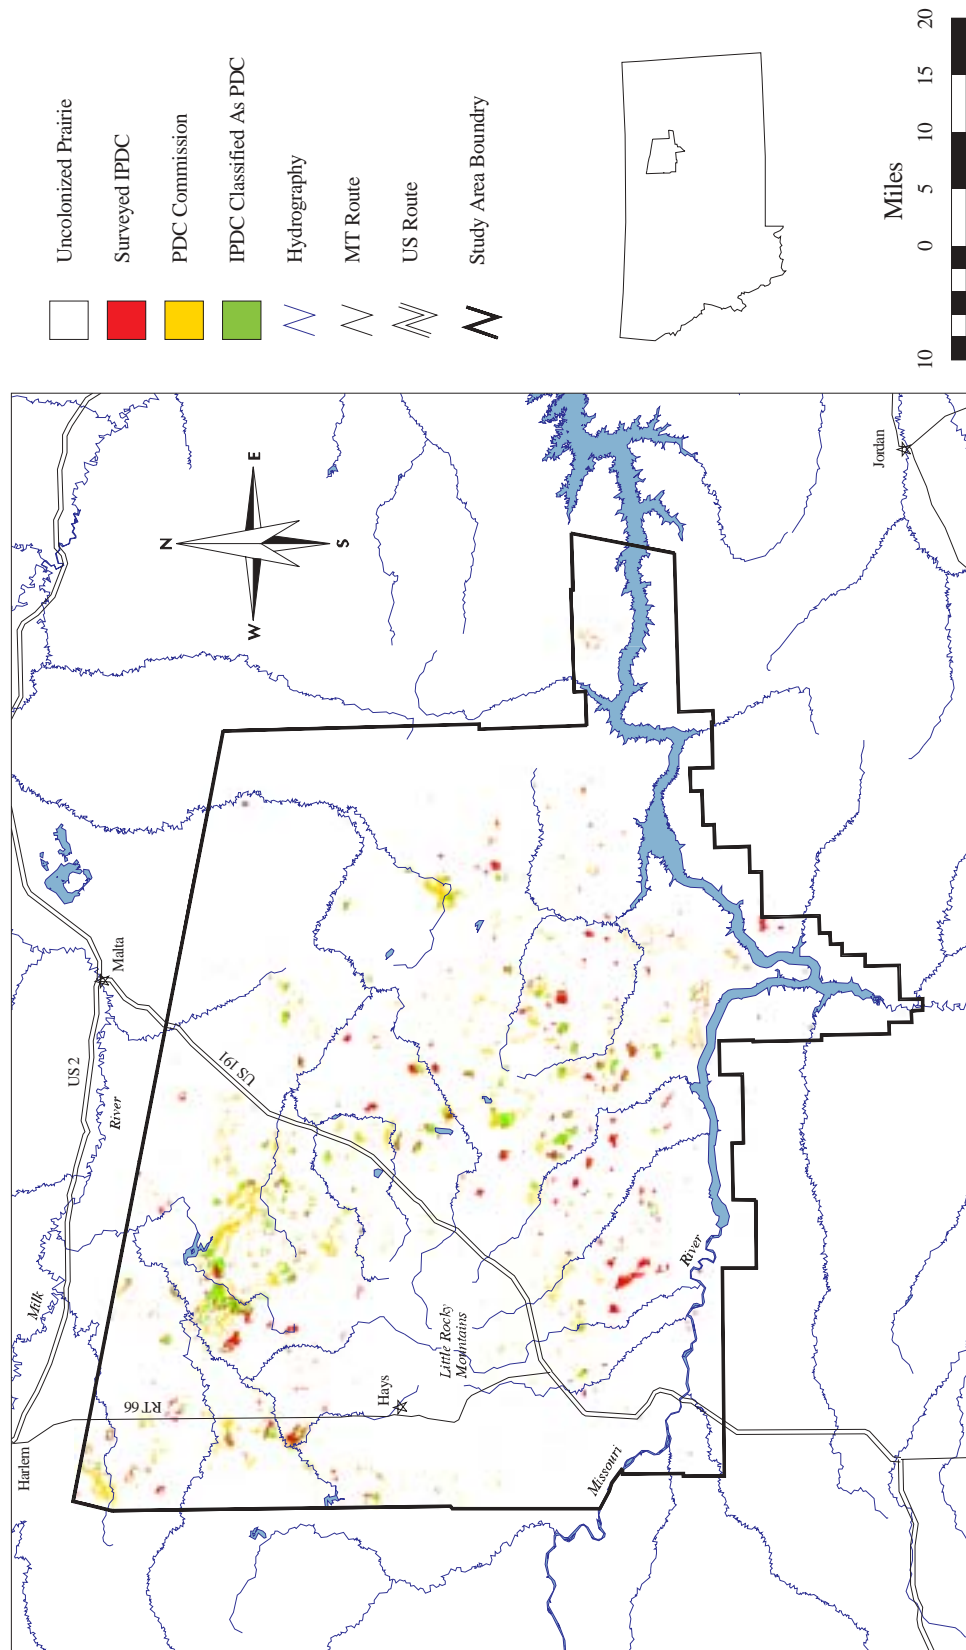 Uncolonized Prairie
Surveyed IPDC
PDC Commission
IPDC Classified As PDC
Hydrography
MT Route
US Route
Study Area Boundry
Miles
10 0 5 10 15 20
N
W E
S
Harlem
Milk
River
US 2
Malta
US 191
RT 66
Hays
Little Rocky
Mountains
Missouri
River
Jordan